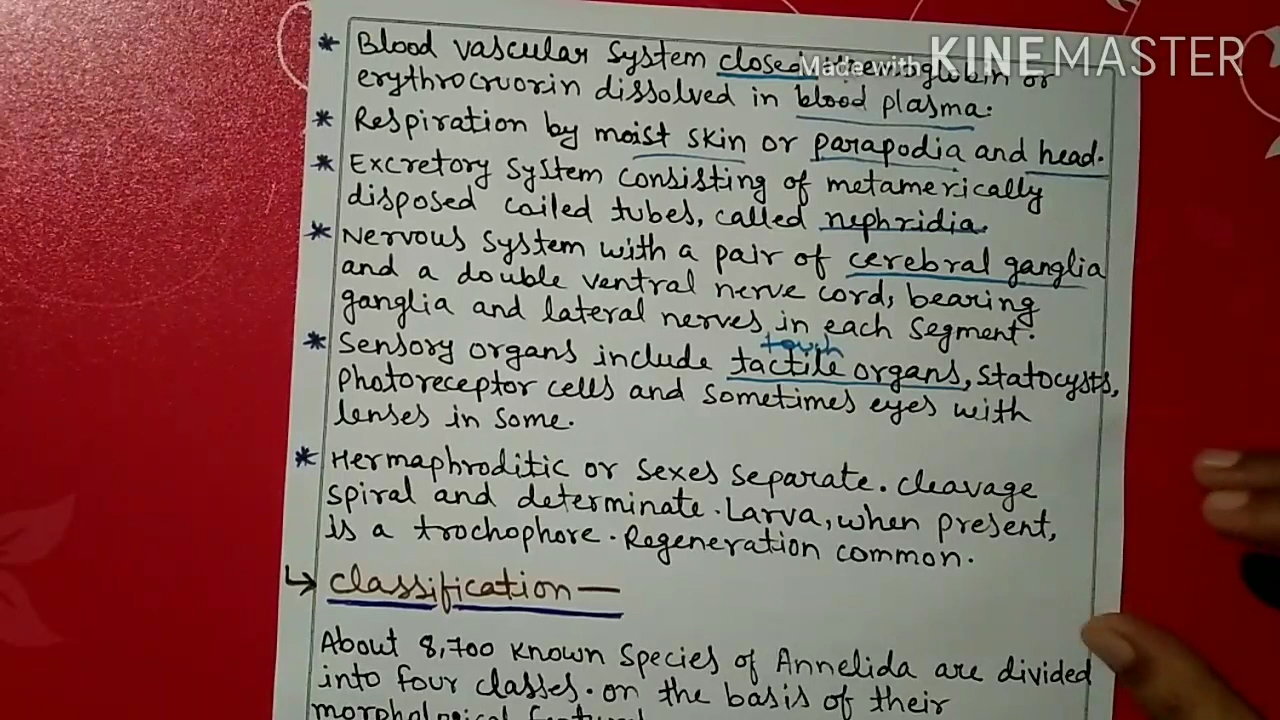 Made with KINEMASTER
* Blood vascular system closed. Hemoglobin or
erythrocruorin dissolved in blood plasma.
* Respiration by moist skin or parapodia and head.
* Excretory system consisting of metamerically
disposed coiled tubes, called nephridia.
* Nervous system with a pair of cerebral ganglia
and a double ventral nerve cord, bearing
ganglia and lateral nerves in each segment.
touch
* Sensory organs include tactile organs, statocysts,
photoreceptor cells and sometimes eyes with
lenses in some.
* Hermaphroditic or sexes separate. cleavage
spiral and determinate. Larva, when present,
is a trochophore. Regeneration common.
↳ classification —
About 8,700 known species of Annelida are divided
into four classes. on the basis of their